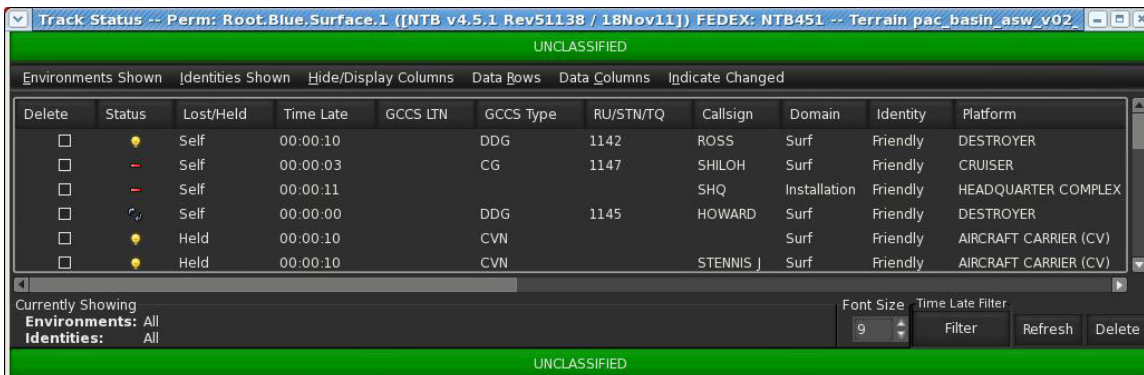 Track Status -- Perm: Root.Blue.Surface.1 ([NTB v4.5.1 Rev51138 / 18Nov11]) FEDEX: NTB451 -- Terrain pac_basin_asw_v02_
UNCLASSIFIED
Environments Shown Identities Shown Hide/Display Columns Data Rows Data Columns Indicate Changed
Delete Status Lost/Held Time Late GCCS LTN GCCS Type RU/STN/TQ Callsign Domain Identity Platform
Self 00:00:10 DDG 1142 ROSS Surf Friendly DESTROYER
Self 00:00:03 CG 1147 SHILOH Surf Friendly CRUISER
Self 00:00:11 SHQ Installation Friendly HEADQUARTER COMPLEX
Self 00:00:00 DDG 1145 HOWARD Surf Friendly DESTROYER
Held 00:00:10 CVN Surf Friendly AIRCRAFT CARRIER (CV)
Held 00:00:10 CVN STENNIS J Surf Friendly AIRCRAFT CARRIER (CV)
Currently Showing Font Size Time Late Filter
Environments: All
Identities: All
9 Filter Refresh Delete
UNCLASSIFIED